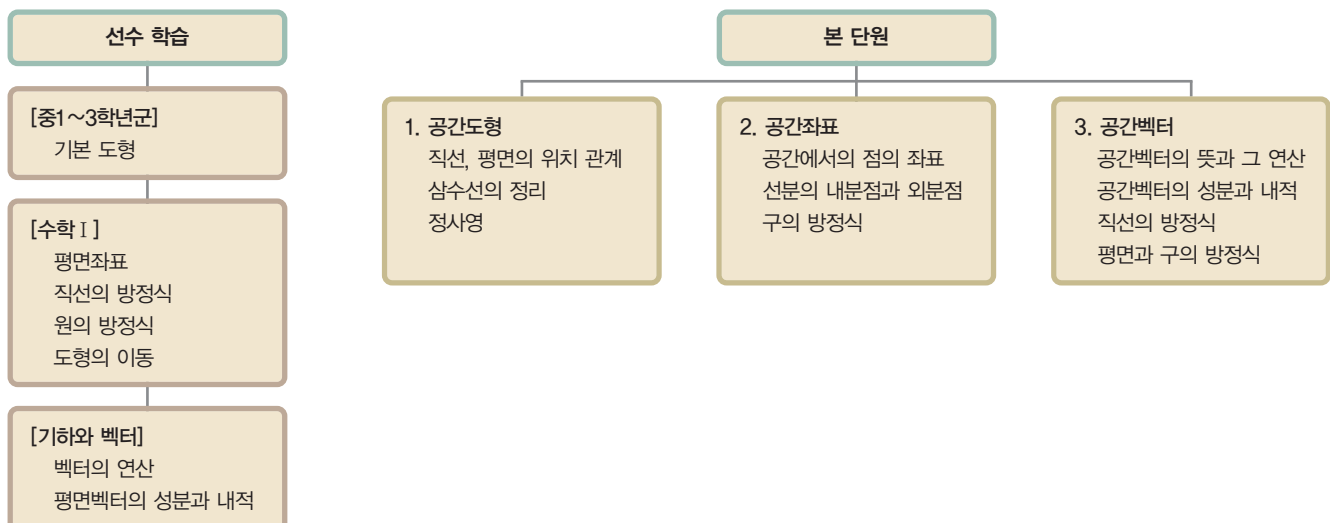 선수 학습
[중1~3학년군]
기본 도형
[수학Ⅰ]
평면좌표
직선의 방정식
원의 방정식
도형의 이동
[기하와 벡터]
벡터의 연산
평면벡터의 성분과 내적
본 단원
1. 공간도형
직선, 평면의 위치 관계
삼수선의 정리
정사영
2. 공간좌표
공간에서의 점의 좌표
선분의 내분점과 외분점
구의 방정식
3. 공간벡터
공간벡터의 뜻과 그 연산
공간벡터의 성분과 내적
직선의 방정식
평면과 구의 방정식